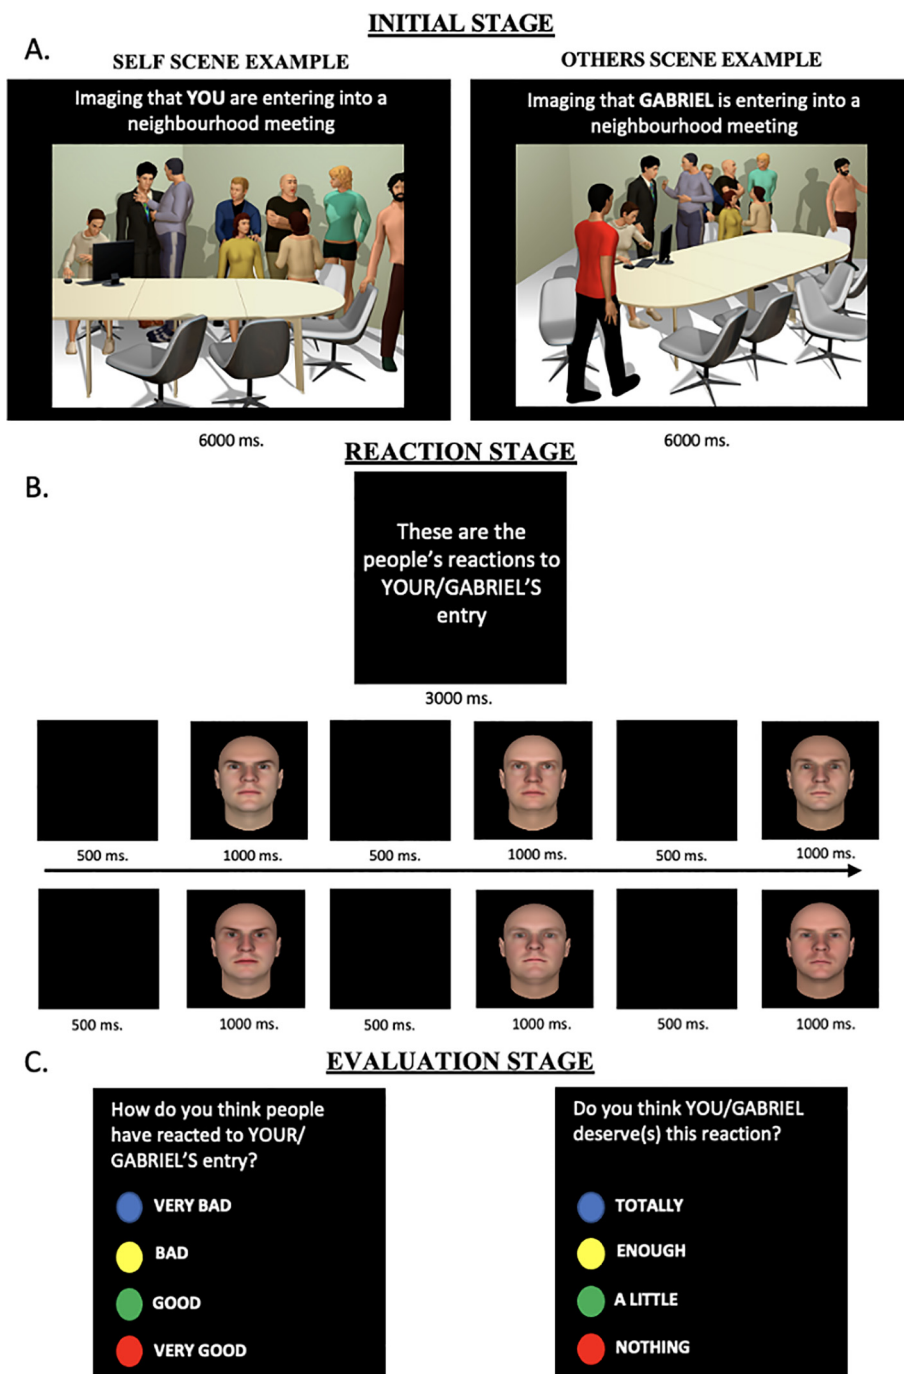 INITIAL STAGE
A.
SELF SCENE EXAMPLE
Imaging that YOU are entering into a
neighbourhood meeting
6000 ms.
OTHERS SCENE EXAMPLE
Imaging that GABRIEL is entering into a
neighbourhood meeting
6000 ms.
REACTION STAGE
B.
These are the
people's reactions to
YOUR/GABRIEL'S
entry
3000 ms.
500 ms.
1000 ms.
500 ms.
1000 ms.
500 ms.
1000 ms.
500 ms.
1000 ms.
500 ms.
1000 ms.
500 ms.
1000 ms.
C.
EVALUATION STAGE
How do you think people
have reacted to YOUR/
GABRIEL'S entry?
VERY BAD
BAD
GOOD
VERY GOOD
Do you think YOU/GABRIEL
deserve(s) this reaction?
TOTALLY
ENOUGH
A LITTLE
NOTHING